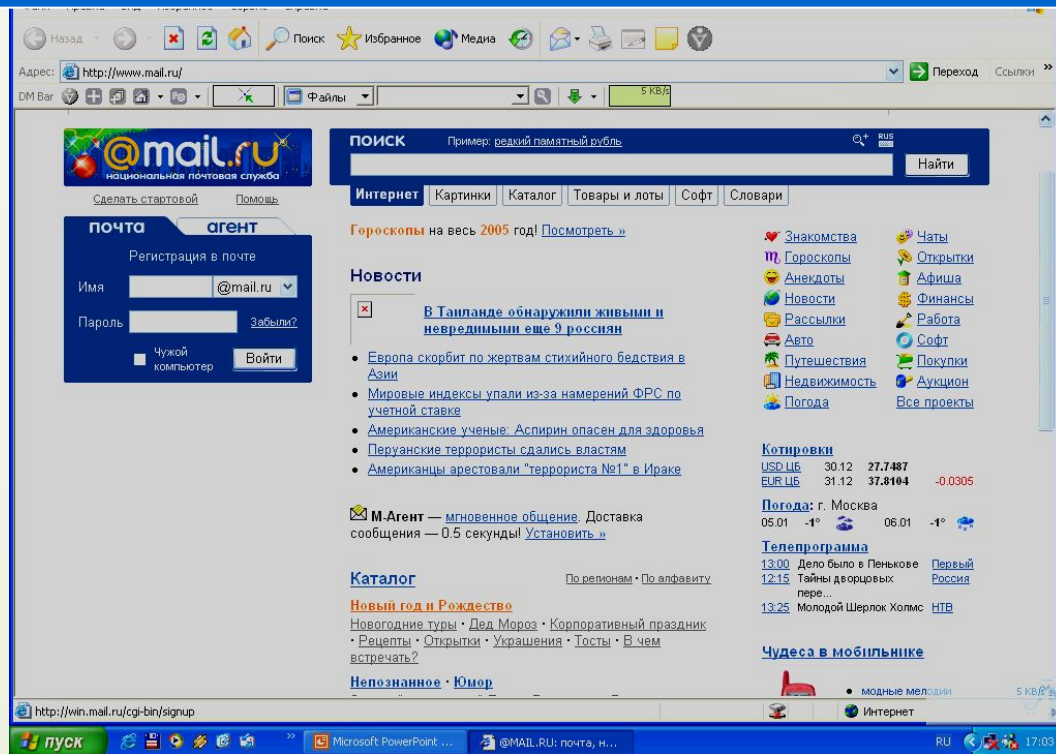 Назад
Поиск
Избранное
Медиа
Адрес: http://www.mail.ru/
Переход Ссылки »
DM Bar
Файлы
5 KB/s
@mail.ru
национальная почтовая служба
Сделать стартовой Помощь
почта агент
Регистрация в почте
Имя @mail.ru
Пароль Забыли?
Чужой
компьютер
Войти
ПОИСК Пример: редкий памятный рубль
RUS
Найти
Интернет Картинки Каталог Товары и лоты Софт Словари
Гороскопы на весь 2005 год! Посмотреть »
Новости
В Таиланде обнаружили живыми и
невредимыми еще 9 россиян
• Европа скорбит по жертвам стихийного бедствия в
Азии
• Мировые индексы упали из-за намерений ФРС по
учетной ставке
• Американские ученые: Аспирин опасен для здоровья
• Перуанские террористы сдались властям
• Американцы арестовали "террориста №1" в Ираке
М-Агент — мгновенное общение. Доставка
сообщения — 0.5 секунды! Установить »
Каталог По регионам • По алфавиту
Новый год и Рождество
Новогодние туры • Дед Мороз • Корпоративный праздник
• Рецепты • Открытки • Украшения • Тосты • В чем
встречать?
Непознанное • Юмор
Знакомства Чаты
Гороскопы Открытки
Анекдоты Афиша
Новости Финансы
Рассылки Работа
Авто Софт
Путешествия Покупки
Недвижимость Аукцион
Погода Все проекты
Котировки
USD ЦБ 30.12 27.7487
EUR ЦБ 31.12 37.8104 -0.0305
Погода: г. Москва
05.01 -1° 06.01 -1°
Телепрограмма
13:00 Дело было в Пенькове Первый
12:15 Тайны дворцовых Россия
пере...
13:25 Молодой Шерлок Холмс НТВ
Чудеса в мобильнике
• модные мелодии
5 KB/s
http://win.mail.ru/cgi-bin/signup
Интернет
пуск
»
Microsoft PowerPoint ...
@MAIL.RU: почта, н...
RU
17:03